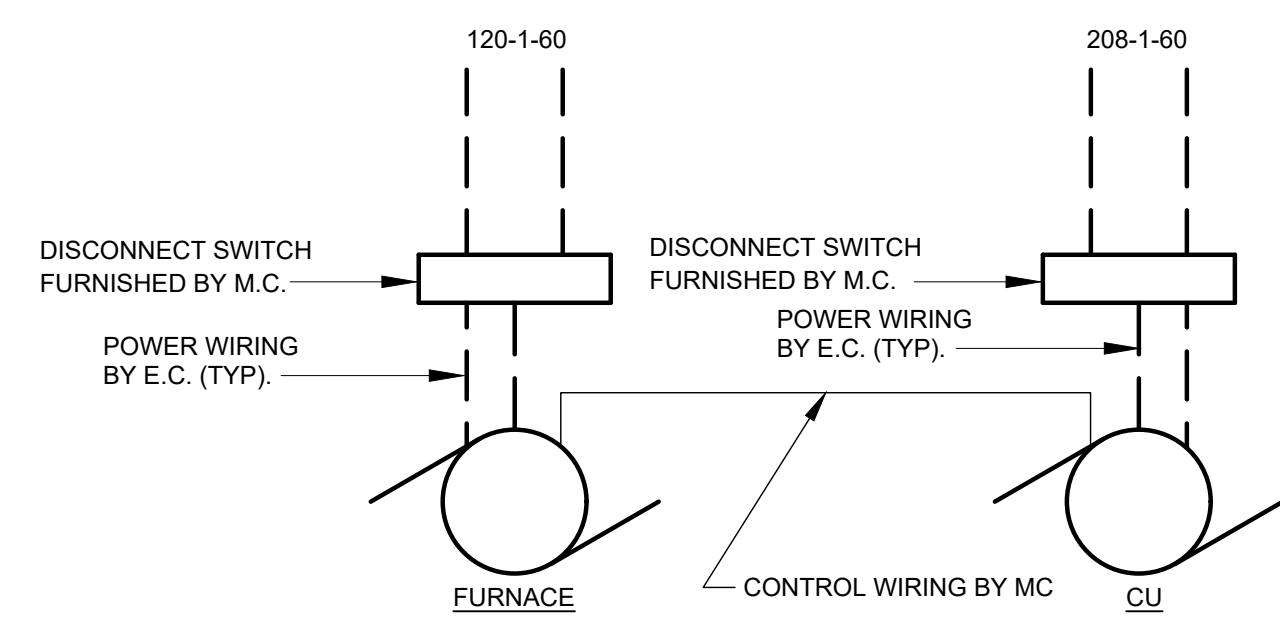 120-1-60
208-1-60
DISCONNECT SWITCH
FURNISHED BY M.C.
DISCONNECT SWITCH
FURNISHED BY M.C.
POWER WIRING
BY E.C. (TYP).
POWER WIRING
BY E.C. (TYP).
CONTROL WIRING BY MC
FURNACE
CU